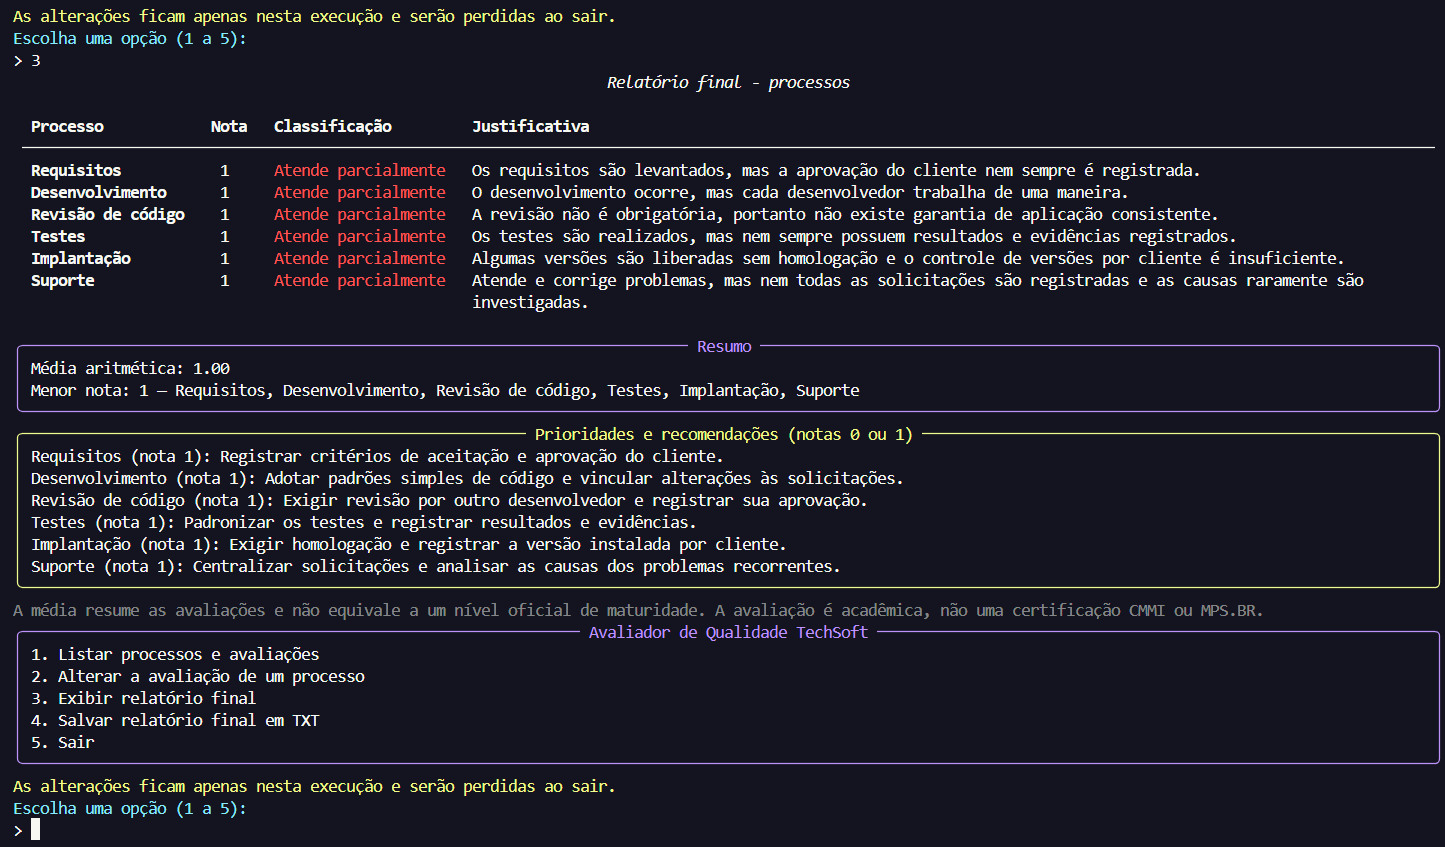 As alterações ficam apenas nesta execução e serão perdidas ao sair.
Escolha uma opção (1 a 5):
> 3
Relatório final - processos
Processo Nota Classificação Justificativa
Requisitos 1 Atende parcialmente Os requisitos são levantados, mas a aprovação do cliente nem sempre é registrada.
Desenvolvimento 1 Atende parcialmente O desenvolvimento ocorre, mas cada desenvolvedor trabalha de uma maneira.
Revisão de código 1 Atende parcialmente A revisão não é obrigatória, portanto não existe garantia de aplicação consistente.
Testes 1 Atende parcialmente Os testes são realizados, mas nem sempre possuem resultados e evidências registrados.
Implantação 1 Atende parcialmente Algumas versões são liberadas sem homologação e o controle de versões por cliente é insuficiente.
Suporte 1 Atende parcialmente Atende e corrige problemas, mas nem todas as solicitações são registradas e as causas raramente são
investigadas.
Resumo
Média aritmética: 1.00
Menor nota: 1 — Requisitos, Desenvolvimento, Revisão de código, Testes, Implantação, Suporte
Prioridades e recomendações (notas 0 ou 1)
Requisitos (nota 1): Registrar critérios de aceitação e aprovação do cliente.
Desenvolvimento (nota 1): Adotar padrões simples de código e vincular alterações às solicitações.
Revisão de código (nota 1): Exigir revisão por outro desenvolvedor e registrar sua aprovação.
Testes (nota 1): Padronizar os testes e registrar resultados e evidências.
Implantação (nota 1): Exigir homologação e registrar a versão instalada por cliente.
Suporte (nota 1): Centralizar solicitações e analisar as causas dos problemas recorrentes.
A média resume as avaliações e não equivale a um nível oficial de maturidade. A avaliação é acadêmica, não uma certificação CMMI ou MPS.BR.
Avaliador de Qualidade TechSoft
1. Listar processos e avaliações
2. Alterar a avaliação de um processo
3. Exibir relatório final
4. Salvar relatório final em TXT
5. Sair
As alterações ficam apenas nesta execução e serão perdidas ao sair.
Escolha uma opção (1 a 5):
>